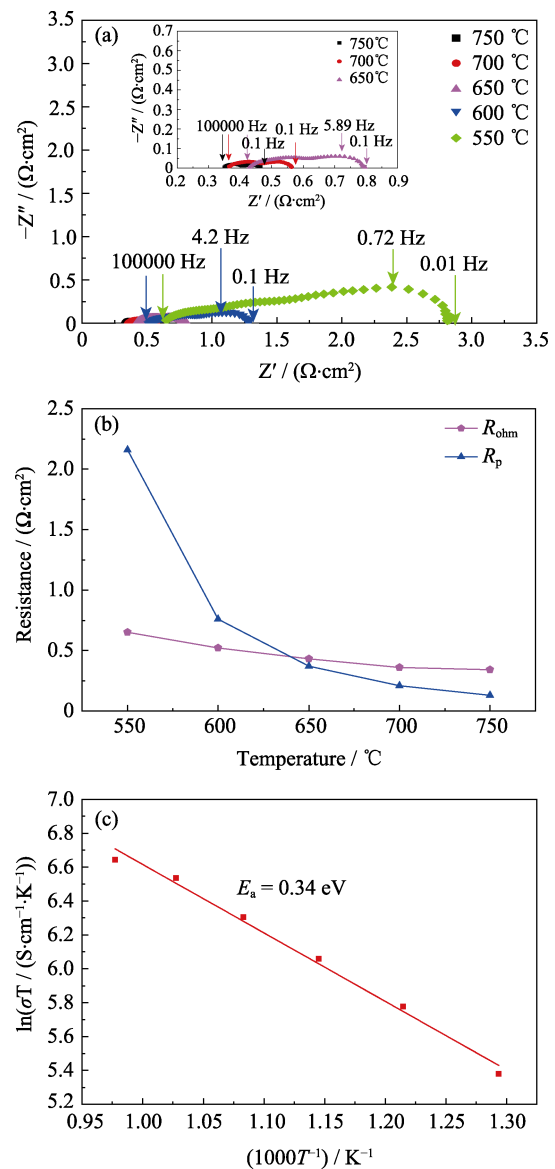 (a)
3.5
3.0
2.5
2.0
1.5
1.0
0.5
0
−Z″ / (Ω·cm²)
0 0.5 1.0 1.5 2.0 2.5 3.0 3.5
Z′ / (Ω·cm²)
750 ℃
700 ℃
650 ℃
600 ℃
550 ℃
100000 Hz
4.2 Hz
0.1 Hz
0.72 Hz
0.01 Hz
0.7
0.6
0.5
0.4
0.3
0.2
0.1
0
−Z″ / (Ω·cm²)
0.2 0.3 0.4 0.5 0.6 0.7 0.8 0.9
Z′ / (Ω·cm²)
750℃
700℃
650℃
100000 Hz
0.1 Hz
0.1 Hz
5.89 Hz
0.1 Hz
(b)
2.5
2.0
1.5
1.0
0.5
0
Resistance / (Ω·cm²)
550 600 650 700 750
Temperature / ℃
Rohm
Rp
(c)
7.0
6.8
6.6
6.4
6.2
6.0
5.8
5.6
5.4
5.2
ln(σT / (S·cm⁻¹·K⁻¹))
Ea = 0.34 eV
0.95 1.00 1.05 1.10 1.15 1.20 1.25 1.30
(1000T⁻¹) / K⁻¹